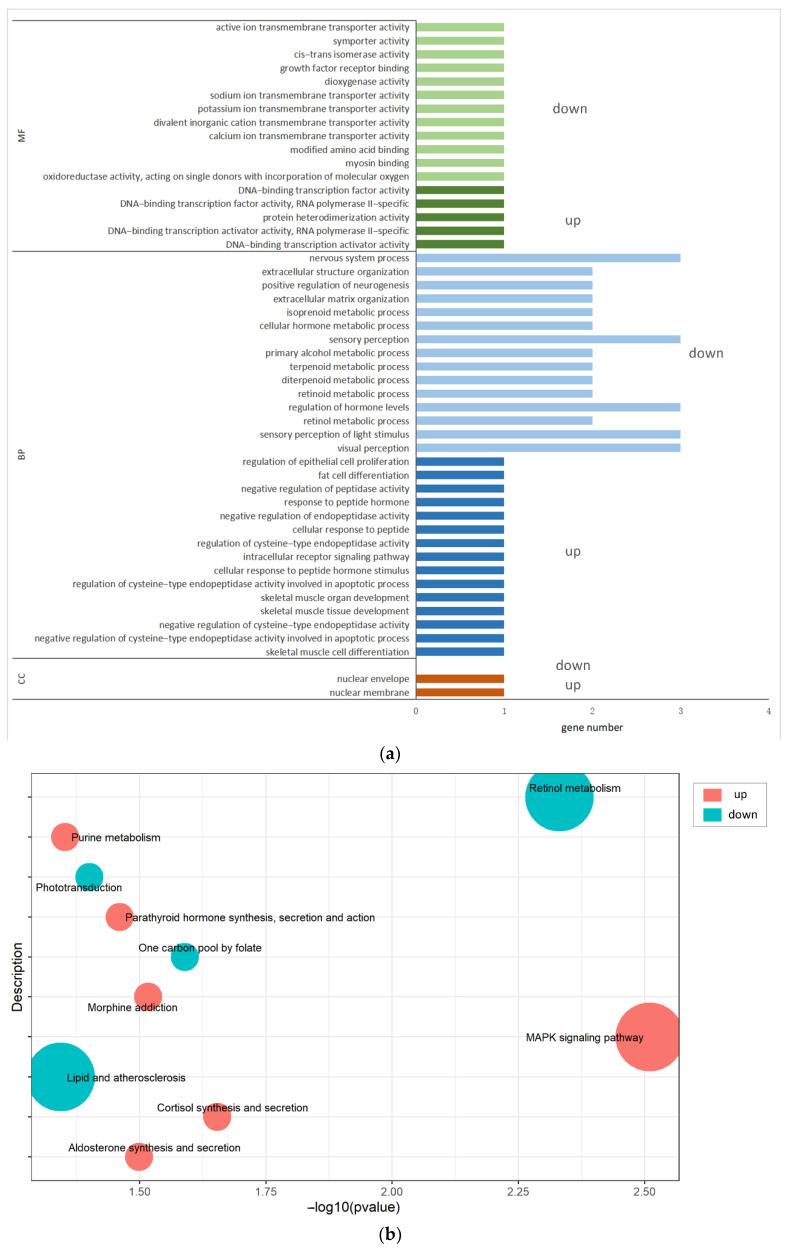 MF
active ion transmembrane transporter activity
symporter activity
cis−trans isomerase activity
growth factor receptor binding
dioxygenase activity
sodium ion transmembrane transporter activity
potassium ion transmembrane transporter activity
down
divalent inorganic cation transmembrane transporter activity
calcium ion transmembrane transporter activity
modified amino acid binding
myosin binding
oxidoreductase activity, acting on single donors with incorporation of molecular oxygen
DNA−binding transcription factor activity
DNA−binding transcription factor activity, RNA polymerase II−specific
protein heterodimerization activity
up
DNA−binding transcription activator activity, RNA polymerase II−specific
DNA−binding transcription activator activity
BP
nervous system process
extracellular structure organization
positive regulation of neurogenesis
extracellular matrix organization
isoprenoid metabolic process
cellular hormone metabolic process
sensory perception
primary alcohol metabolic process
down
terpenoid metabolic process
diterpenoid metabolic process
retinoid metabolic process
regulation of hormone levels
retinol metabolic process
sensory perception of light stimulus
visual perception
regulation of epithelial cell proliferation
fat cell differentiation
negative regulation of peptidase activity
response to peptide hormone
negative regulation of endopeptidase activity
cellular response to peptide
regulation of cysteine−type endopeptidase activity
intracellular receptor signaling pathway
up
cellular response to peptide hormone stimulus
regulation of cysteine−type endopeptidase activity involved in apoptotic process
skeletal muscle organ development
skeletal muscle tissue development
negative regulation of cysteine−type endopeptidase activity
negative regulation of cysteine−type endopeptidase activity involved in apoptotic process
skeletal muscle cell differentiation
CC
down
nuclear envelope
up
nuclear membrane
0 1 2 3 4
gene number
(a)
Retinol metabolism
up
down
Purine metabolism
Phototransduction
Parathyroid hormone synthesis, secretion and action
One carbon pool by folate
Description
Morphine addiction
MAPK signaling pathway
Lipid and atherosclerosis
Cortisol synthesis and secretion
Aldosterone synthesis and secretion
1.50 1.75 2.00 2.25 2.50
−log10(pvalue)
(b)